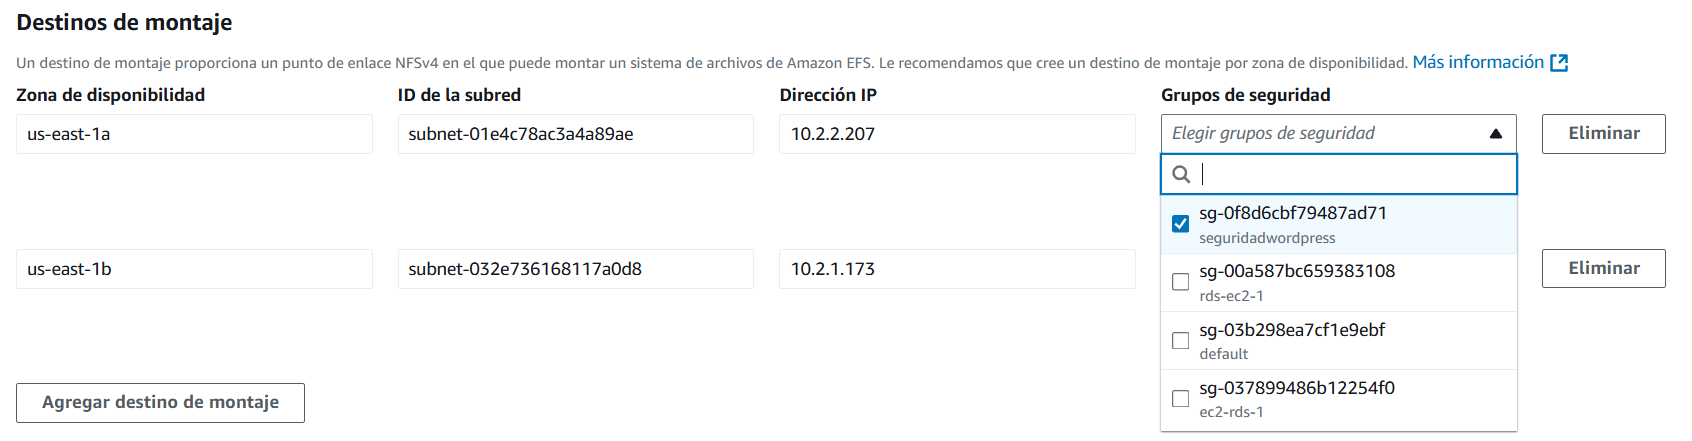 Destinos de montaje
Un destino de montaje proporciona un punto de enlace NFSv4 en el que puede montar un sistema de archivos de Amazon EFS. Le recomendamos que cree un destino de montaje por zona de disponibilidad. Más información
Zona de disponibilidad ID de la subred Dirección IP Grupos de seguridad
us-east-1a subnet-01e4c78ac3a4a89ae 10.2.2.207 Elegir grupos de seguridad Eliminar
sg-0f8d6cbf79487ad71
seguridadwordpress
us-east-1b subnet-032e736168117a0d8 10.2.1.173 Eliminar
sg-00a587bc659383108
rds-ec2-1
sg-03b298ea7cf1e9ebf
default
sg-037899486b12254f0
ec2-rds-1
Agregar destino de montaje